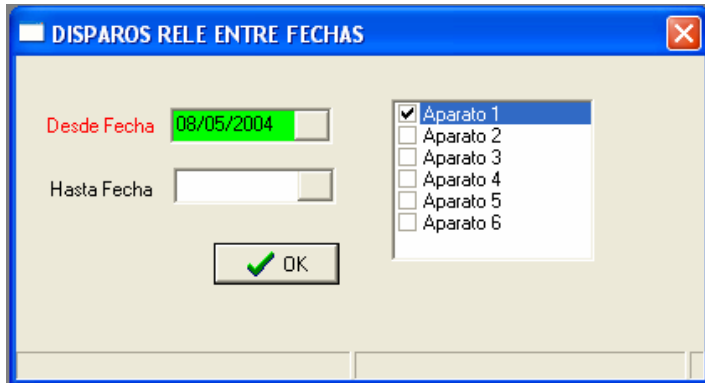 DISPAROS RELE ENTRE FECHAS
Desde Fecha 08/05/2004
Hasta Fecha
OK
Aparato 1
Aparato 2
Aparato 3
Aparato 4
Aparato 5
Aparato 6